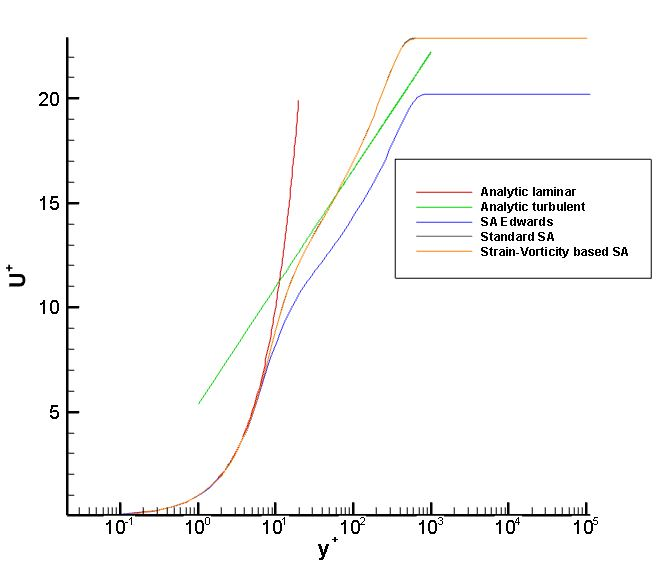 U+
20
15
10
5
Analytic laminar
Analytic turbulent
SA Edwards
Standard SA
Strain-Vorticity based SA
10-1 100 101 102 103 104 105
y+